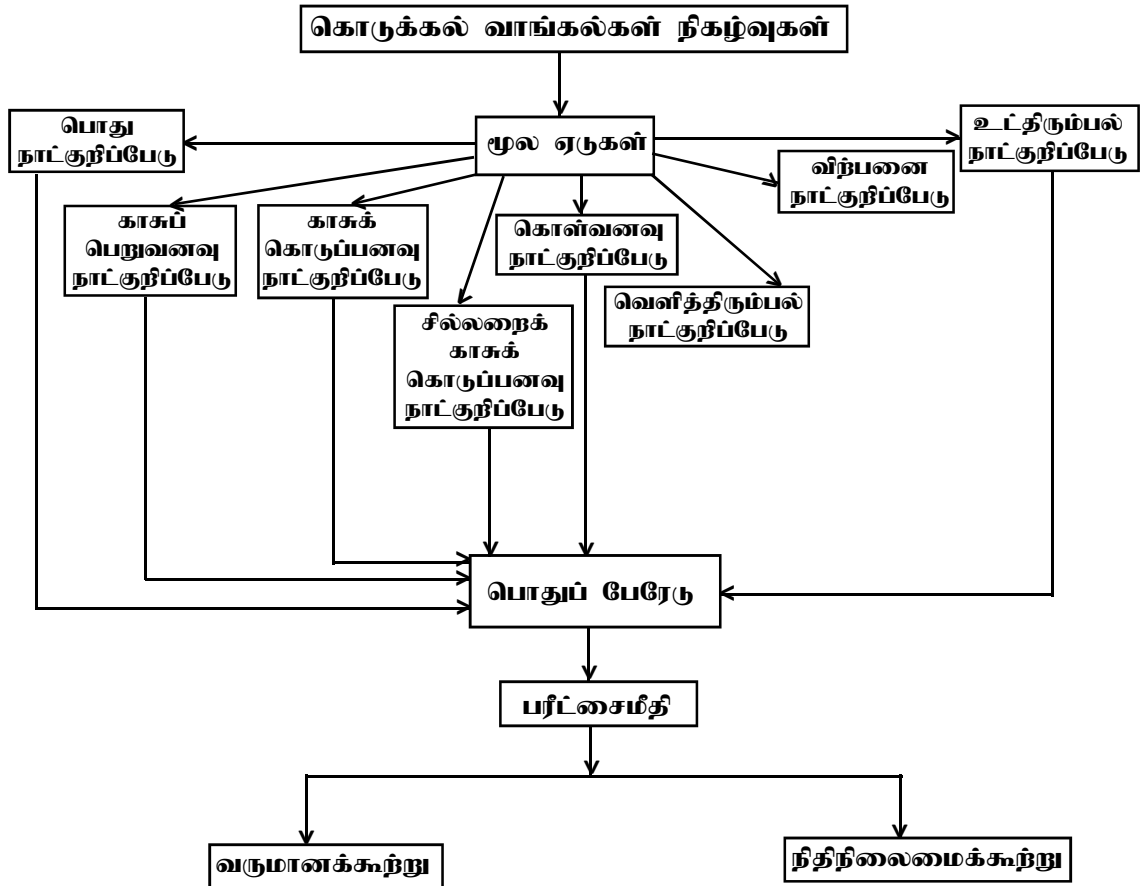 கொடுக்கல் வாங்கல்கள் நிகழ்வுகள்
பொது
நாட்குறிப்பேடு
மூல ஏடுகள்
உட்திரும்பல்
நாட்குறிப்பேடு
விற்பனை
நாட்குறிப்பேடு
காசுப்
பெறுவனவு
நாட்குறிப்பேடு
காசுக்
கொடுப்பனவு
நாட்குறிப்பேடு
கொள்வனவு
நாட்குறிப்பேடு
வெளித்திரும்பல்
நாட்குறிப்பேடு
சில்லறைக்
காசுக்
கொடுப்பனவு
நாட்குறிப்பேடு
பொதுப் பேரேடு
பரீட்சைமீதி
வருமானக்கூற்று
நிதிநிலைமைக்கூற்று